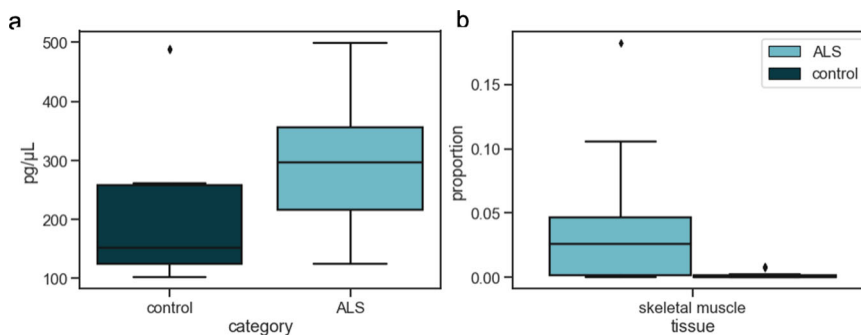 a
500
400
300
200
100
pg/µL
control
ALS
category
b
ALS
control
0.15
0.10
0.05
0.00
proportion
skeletal muscle
tissue